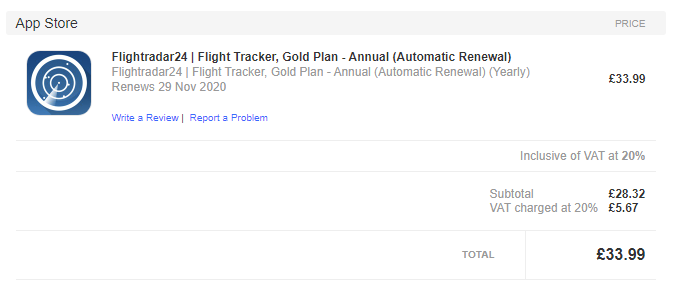 App Store PRICE
Flightradar24 | Flight Tracker, Gold Plan - Annual (Automatic Renewal)
Flightradar24 | Flight Tracker, Gold Plan - Annual (Automatic Renewal) (Yearly) £33.99
Renews 29 Nov 2020
Write a Review | Report a Problem
Inclusive of VAT at 20%
Subtotal £28.32
VAT charged at 20% £5.67
TOTAL £33.99